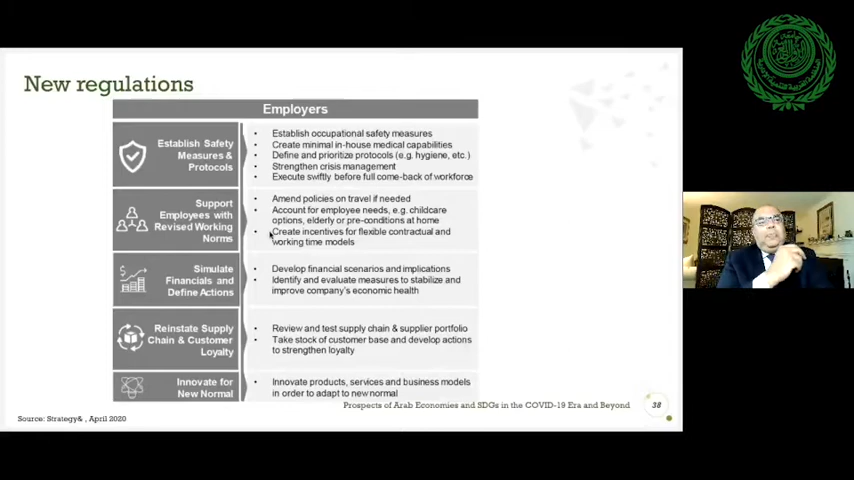 New regulations
Employers
Establish Safety
Measures &
Protocols
• Establish occupational safety measures
• Create minimal in-house medical capabilities
• Define and prioritize protocols (e.g. hygiene, etc.)
• Strengthen crisis management
• Execute swiftly before full come-back of workforce
Support
Employees with
Revised Working
Norms
• Amend policies on travel if needed
• Account for employee needs, e.g. childcare
options, elderly or pre-conditions at home
• Create incentives for flexible contractual and
working time models
Simulate
Financials and
Define Actions
• Develop financial scenarios and implications
• Identify and evaluate measures to stabilize and
improve company's economic health
Reinstate Supply
Chain & Customer
Loyalty
• Review and test supply chain & supplier portfolio
• Take stock of customer base and develop actions
to strengthen loyalty
Innovate for
New Normal
• Innovate products, services and business models
in order to adapt to new normal
Prospects of Arab Economies and SDGs in the COVID-19 Era and Beyond
38
Source: Strategy& , April 2020